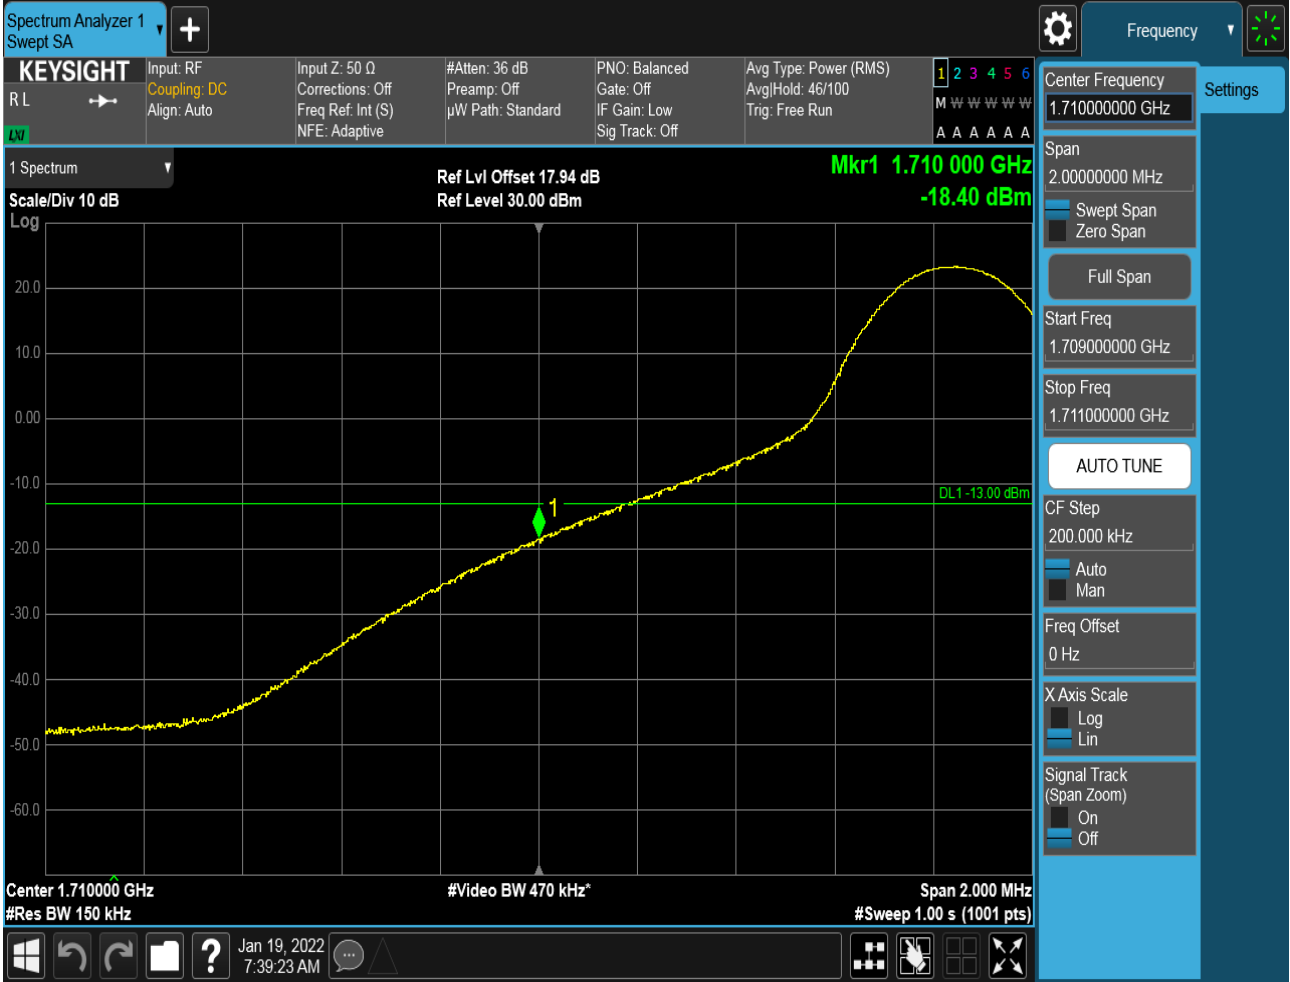 Spectrum Analyzer 1
Swept SA
Frequency
KEYSIGHT
R L
LXI
Input: RF
Coupling: DC
Align: Auto
Input Z: 50 Ω
Corrections: Off
Freq Ref: Int (S)
NFE: Adaptive
#Atten: 36 dB
Preamp: Off
µW Path: Standard
PNO: Balanced
Gate: Off
IF Gain: Low
Sig Track: Off
Avg Type: Power (RMS)
Avg|Hold: 46/100
Trig: Free Run
1 2 3 4 5 6
M W W W W W
A A A A A A
1 Spectrum
Scale/Div 10 dB
Log
Ref Lvl Offset 17.94 dB
Ref Level 30.00 dBm
Mkr1 1.710 000 GHz
-18.40 dBm
20.0
10.0
0.00
-10.0
-20.0
-30.0
-40.0
-50.0
-60.0
1
DL1 -13.00 dBm
Center 1.710000 GHz
#Res BW 150 kHz
#Video BW 470 kHz*
Span 2.000 MHz
#Sweep 1.00 s (1001 pts)
Jan 19, 2022
7:39:23 AM
Center Frequency
1.710000000 GHz
Settings
Span
2.00000000 MHz
Swept Span
Zero Span
Full Span
Start Freq
1.709000000 GHz
Stop Freq
1.711000000 GHz
AUTO TUNE
CF Step
200.000 kHz
Auto
Man
Freq Offset
0 Hz
X Axis Scale
Log
Lin
Signal Track
(Span Zoom)
On
Off